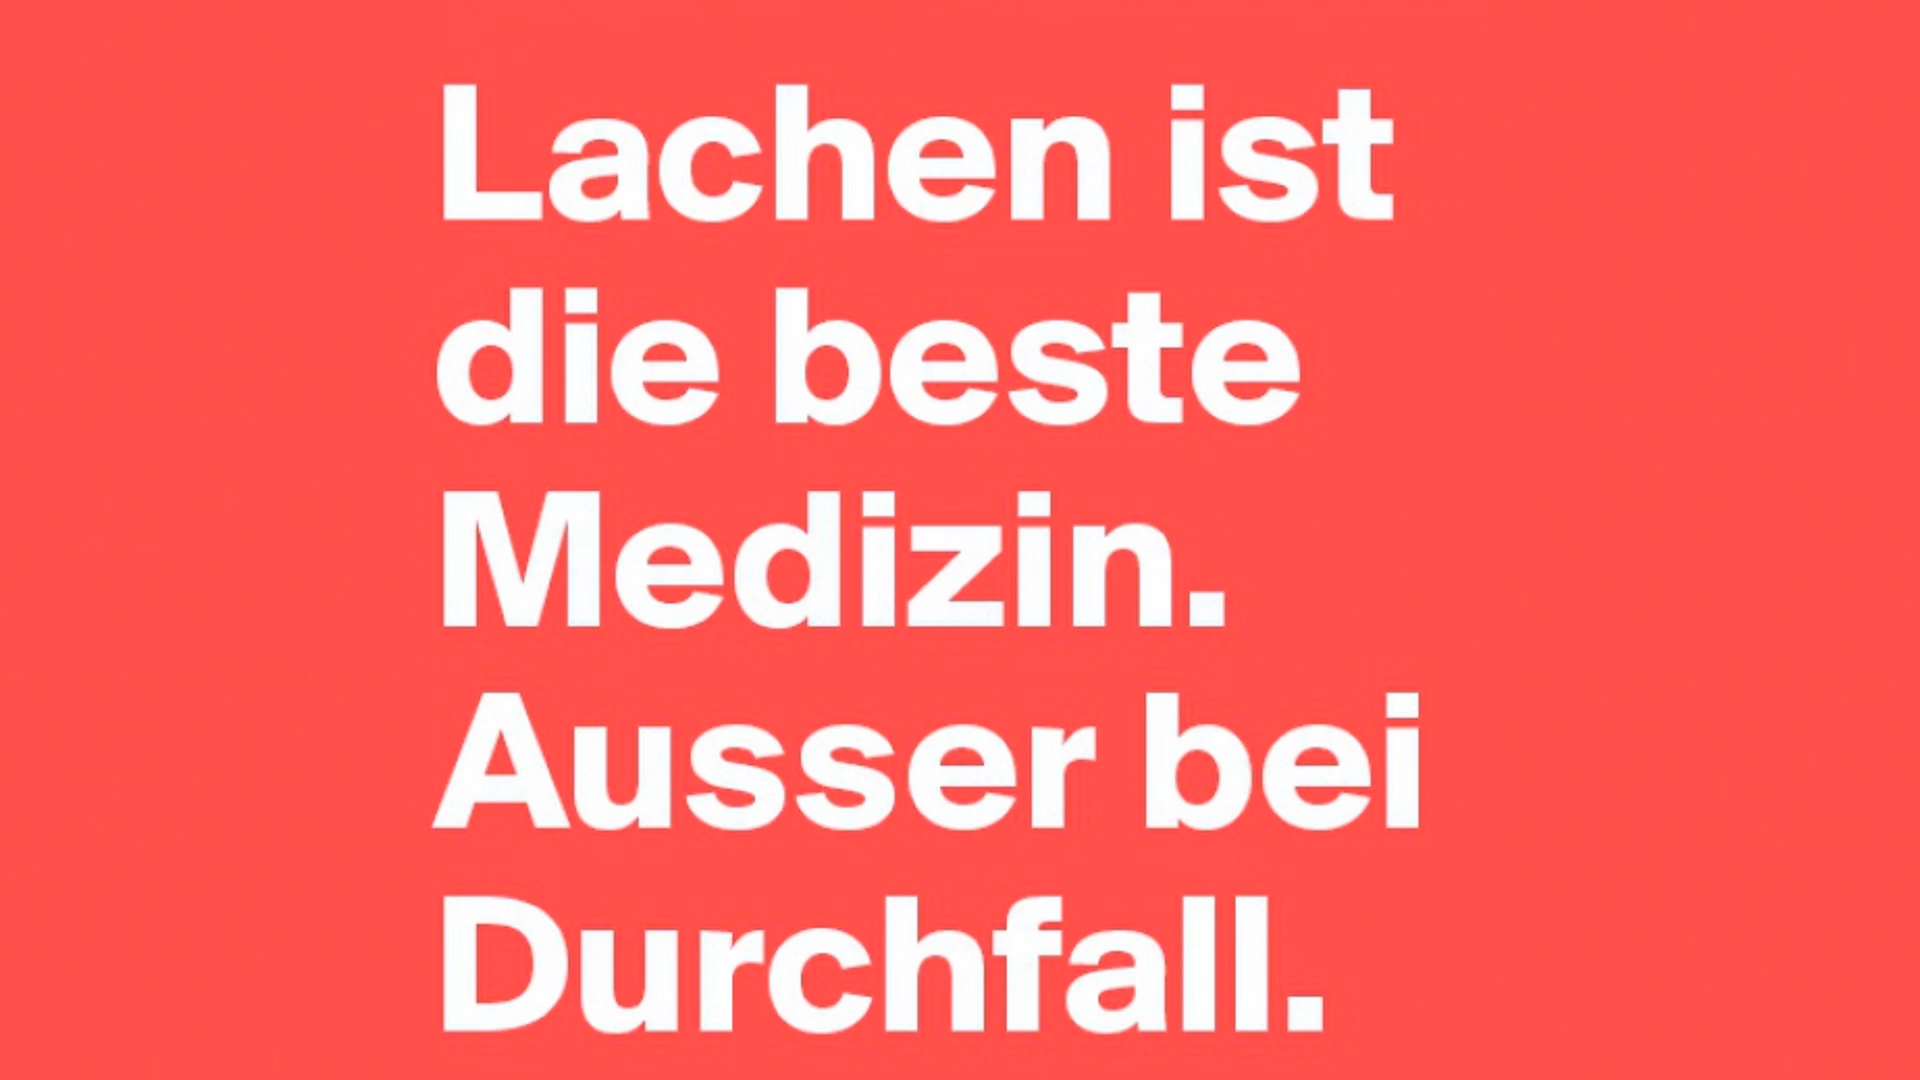 Lachen ist
die beste
Medizin.
Ausser bei
Durchfall.